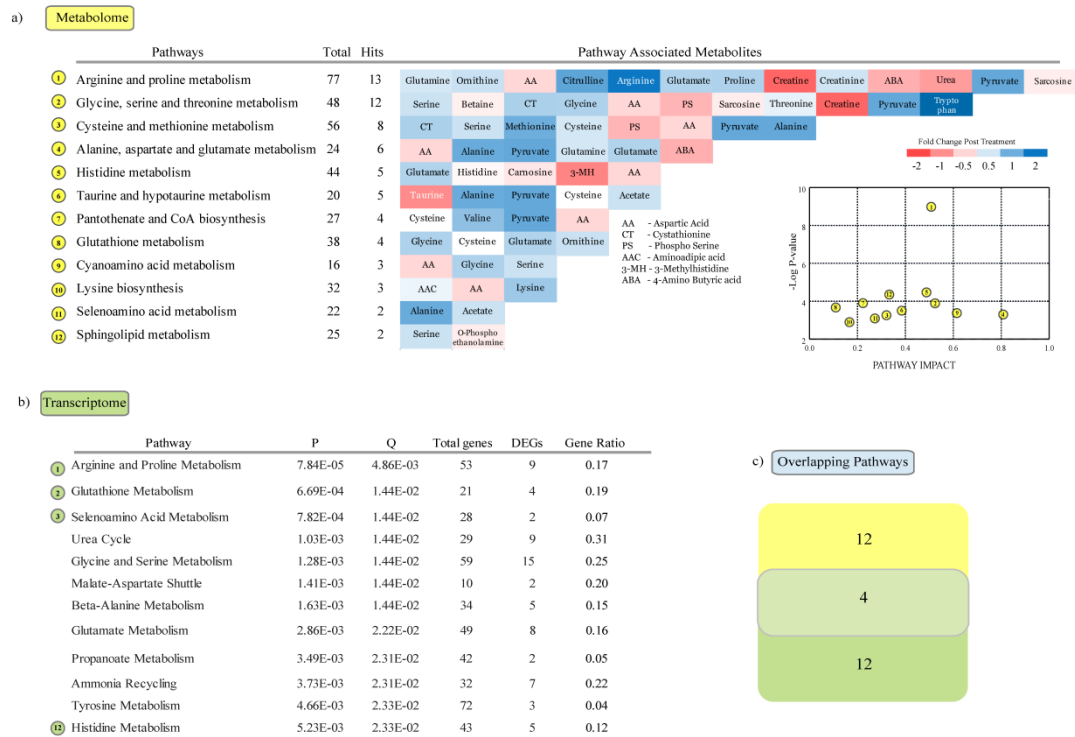 a) Metabolome
Pathways Total Hits Pathway Associated Metabolites
1 Arginine and proline metabolism 77 13 Glutamine Ornithine AA Citrulline Arginine Glutamate Proline Creatine Creatinine ABA Urea Pyruvate Sarcosine
2 Glycine, serine and threonine metabolism 48 12 Serine Betaine CT Glycine AA PS Sarcosine Threonine Creatine Pyruvate Trypto
phan
3 Cysteine and methionine metabolism 56 8 CT Serine Methionine Cysteine PS AA Pyruvate Alanine
4 Alanine, aspartate and glutamate metabolism 24 6 AA Alanine Pyruvate Glutamine Glutamate ABA
5 Histidine metabolism 44 5 Glutamate Histidine Carnosine 3-MH AA
6 Taurine and hypotaurine metabolism 20 5 Taurine Alanine Pyruvate Cysteine Acetate
7 Pantothenate and CoA biosynthesis 27 4 Cysteine Valine Pyruvate AA
8 Glutathione metabolism 38 4 Glycine Cysteine Glutamate Ornithine
9 Cyanoamino acid metabolism 16 3 AA Glycine Serine
10 Lysine biosynthesis 32 3 AAC AA Lysine
11 Selenoamino acid metabolism 22 2 Alanine Acetate
12 Sphingolipid metabolism 25 2 Serine O-Phospho
ethanolamine
AA - Aspartic Acid
CT - Cystathionine
PS - Phospho Serine
AAC - Aminoadipic acid
3-MH - 3-Methylhistidine
ABA - 4-Amino Butyric acid
Fold Change Post Treatment
-2 -1 -0.5 0.5 1 2
-Log P-value
10
8
6
4
2
1
12
5
7
2
8
6
3
9
4
11
10
0.0 0.2 0.4 0.6 0.8 1.0
PATHWAY IMPACT
b) Transcriptome
Pathway P Q Total genes DEGs Gene Ratio
1 Arginine and Proline Metabolism 7.84E-05 4.86E-03 53 9 0.17
2 Glutathione Metabolism 6.69E-04 1.44E-02 21 4 0.19
3 Selenoamino Acid Metabolism 7.82E-04 1.44E-02 28 2 0.07
Urea Cycle 1.03E-03 1.44E-02 29 9 0.31
Glycine and Serine Metabolism 1.28E-03 1.44E-02 59 15 0.25
Malate-Aspartate Shuttle 1.41E-03 1.44E-02 10 2 0.20
Beta-Alanine Metabolism 1.63E-03 1.44E-02 34 5 0.15
Glutamate Metabolism 2.86E-03 2.22E-02 49 8 0.16
Propanoate Metabolism 3.49E-03 2.31E-02 42 2 0.05
Ammonia Recycling 3.73E-03 2.31E-02 32 7 0.22
Tyrosine Metabolism 4.66E-03 2.33E-02 72 3 0.04
12 Histidine Metabolism 5.23E-03 2.33E-02 43 5 0.12
c) Overlapping Pathways
12
4
12